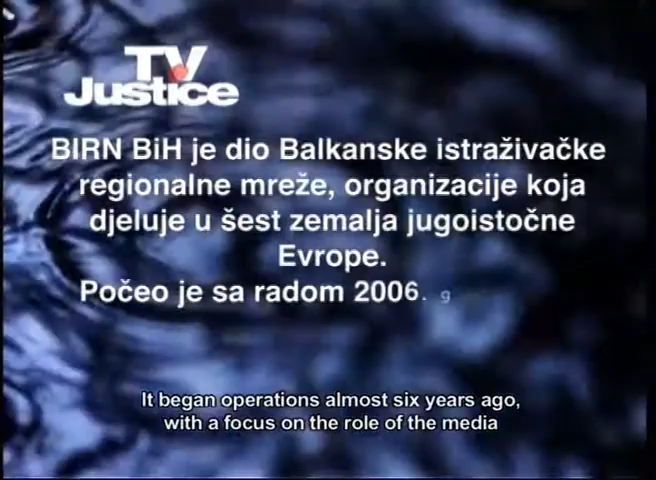 TV
Justice
BIRN BiH je dio Balkanske istraživačke
regionalne mreže, organizacije koja
djeluje u šest zemalja jugoistočne
Evrope.
Počeo je sa radom 2006. g
It began operations almost six years ago,
with a focus on the role of the media